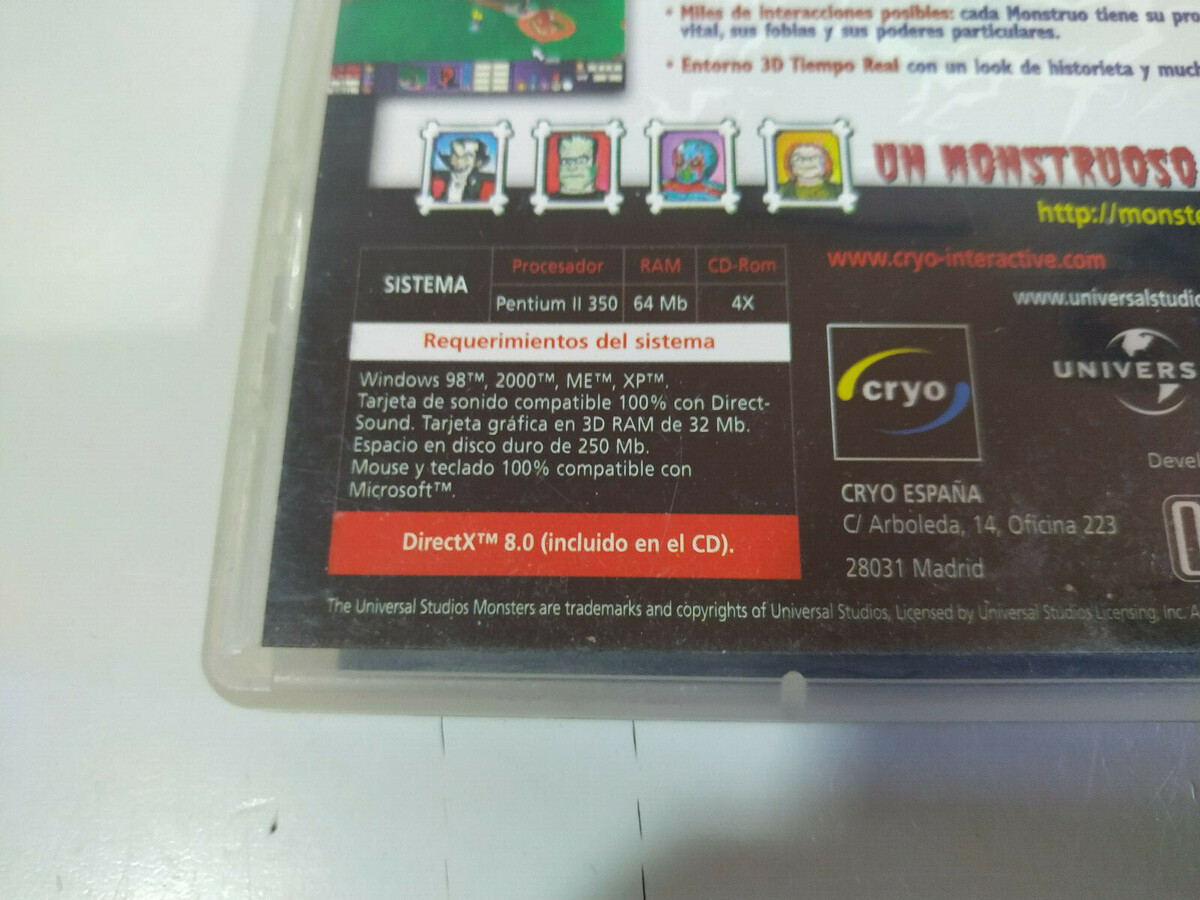 • Miles de interacciones posibles: cada Monstruo tiene su pro
vital, sus fobias y sus poderes particulares.
• Entorno 3D Tiempo Real con un look de historieta y much
UN MONSTRUOSO
http://monste
SISTEMA
Procesador RAM CD-Rom
Pentium II 350 64 Mb 4X
Requerimientos del sistema
Windows 98™, 2000™, ME™, XP™.
Tarjeta de sonido compatible 100% con Direct-
Sound. Tarjeta gráfica en 3D RAM de 32 Mb.
Espacio en disco duro de 250 Mb.
Mouse y teclado 100% compatible con
Microsoft™.
DirectX™ 8.0 (incluido en el CD).
www.cryo-interactive.com
www.universalstudio
cryo
UNIVERS
Devel
CRYO ESPAÑA
C/ Arboleda, 14, Oficina 223
28031 Madrid
The Universal Studios Monsters are trademarks and copyrights of Universal Studios, Licensed by Universal Studios Licensing, Inc. A